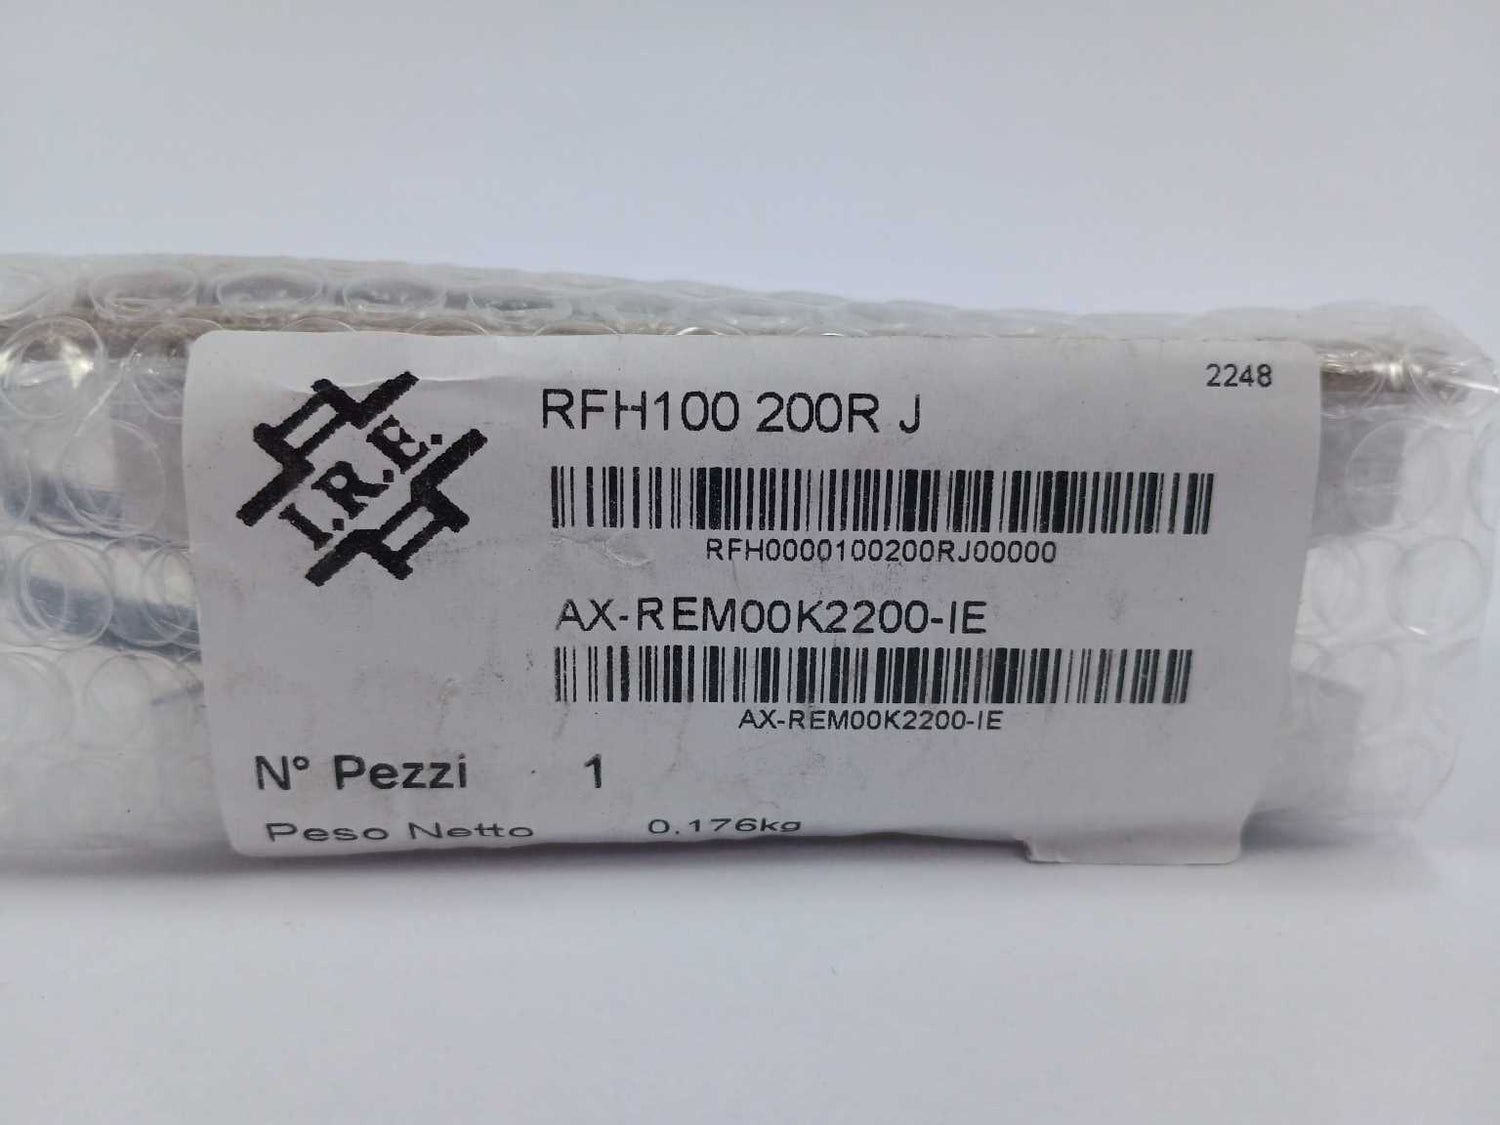 2248
I.R.E.
RFH100 200R J
RFH0000100200RJ00000
AX-REM00K2200-IE
AX-REM00K2200-IE
N° Pezzi 1
Peso Netto 0.176kg